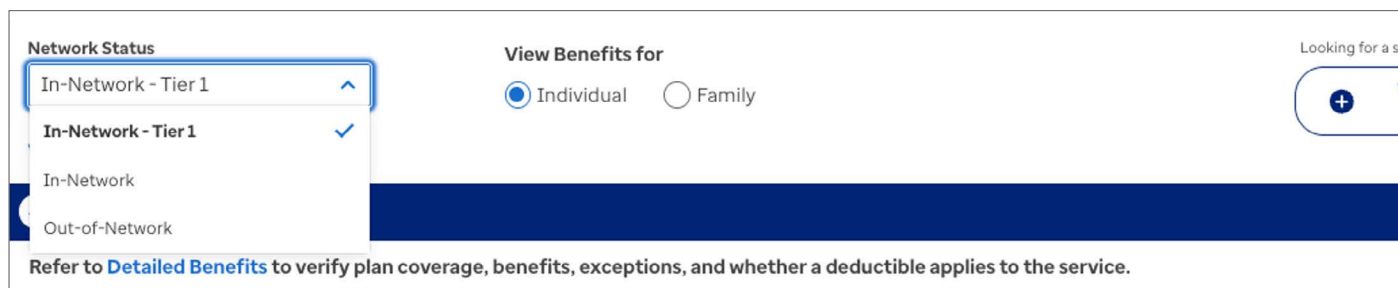 Network Status
In-Network - Tier 1
In-Network - Tier 1
In-Network
Out-of-Network
View Benefits for
Individual
Family
Looking for a
Refer to Detailed Benefits to verify plan coverage, benefits, exceptions, and whether a deductible applies to the service.